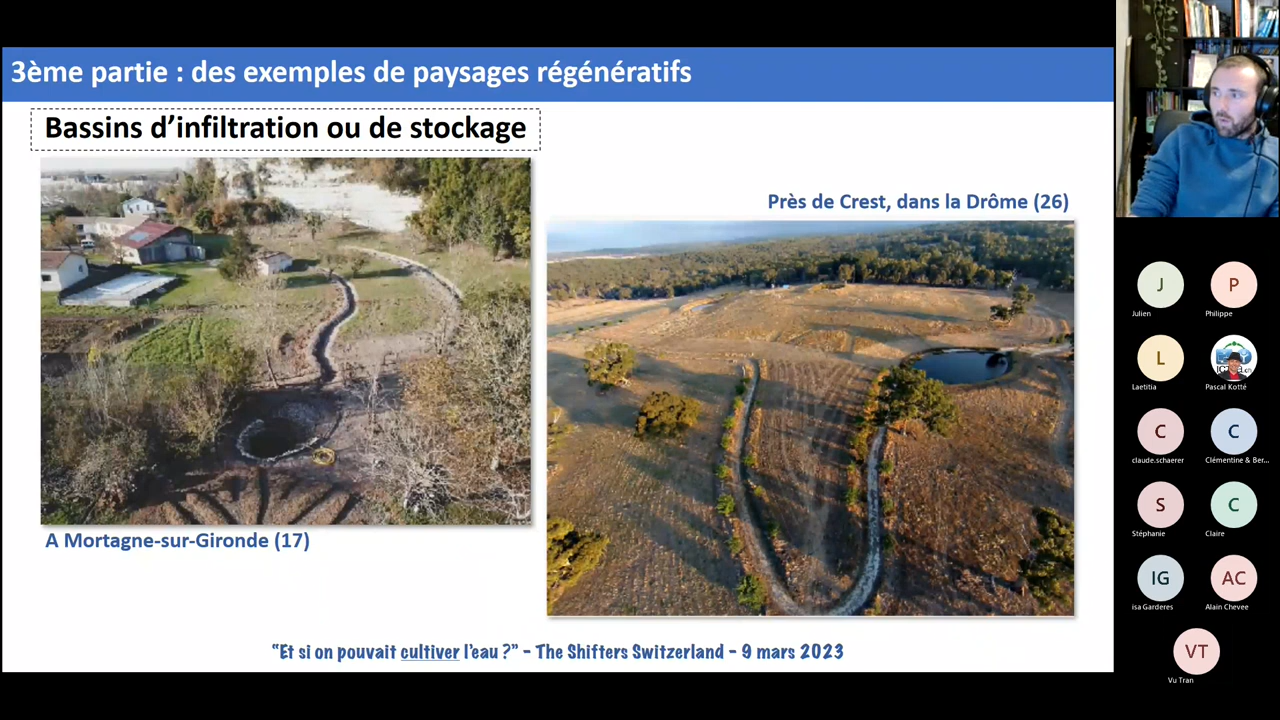 3ème partie : des exemples de paysages régénératifs
Bassins d’infiltration ou de stockage
Près de Crest, dans la Drôme (26)
A Mortagne-sur-Gironde (17)
“Et si on pouvait cultiver l’eau ?” – The Shifters Switzerland – 9 mars 2023
J
P
Julien
Philippe
L
Laetitia
Pascal Kotté
C
C
claude.schaerer
Clémentine & Ber...
S
C
Stéphanie
Claire
IG
AC
isa Garderes
Alain Chevee
VT
Vu Tran